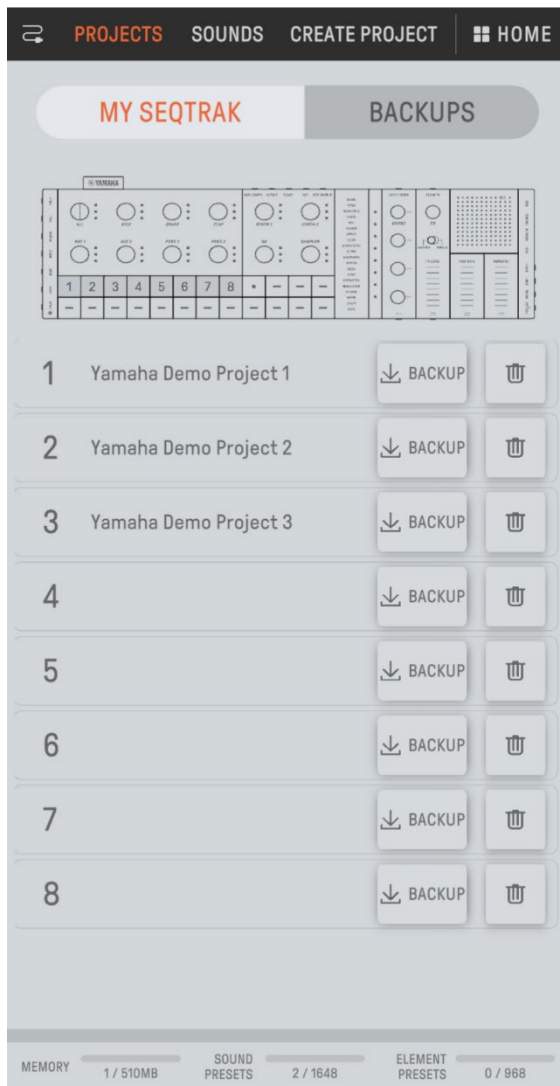 PROJECTS SOUNDS CREATE PROJECT HOME
MY SEQTRAK BACKUPS
YAMAHA
1 2 3 4 5 6 7 8
1 Yamaha Demo Project 1 BACKUP
2 Yamaha Demo Project 2 BACKUP
3 Yamaha Demo Project 3 BACKUP
4 BACKUP
5 BACKUP
6 BACKUP
7 BACKUP
8 BACKUP
MEMORY 1 / 510MB SOUND PRESETS 2 / 1648 ELEMENT PRESETS 0 / 968